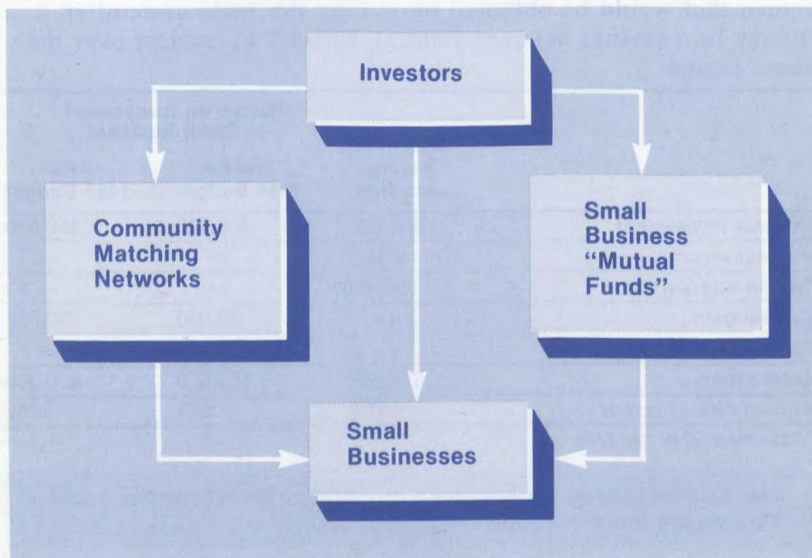 Investors
Community
Matching
Networks
Small
Business
“Mutual
Funds”
Small
Businesses